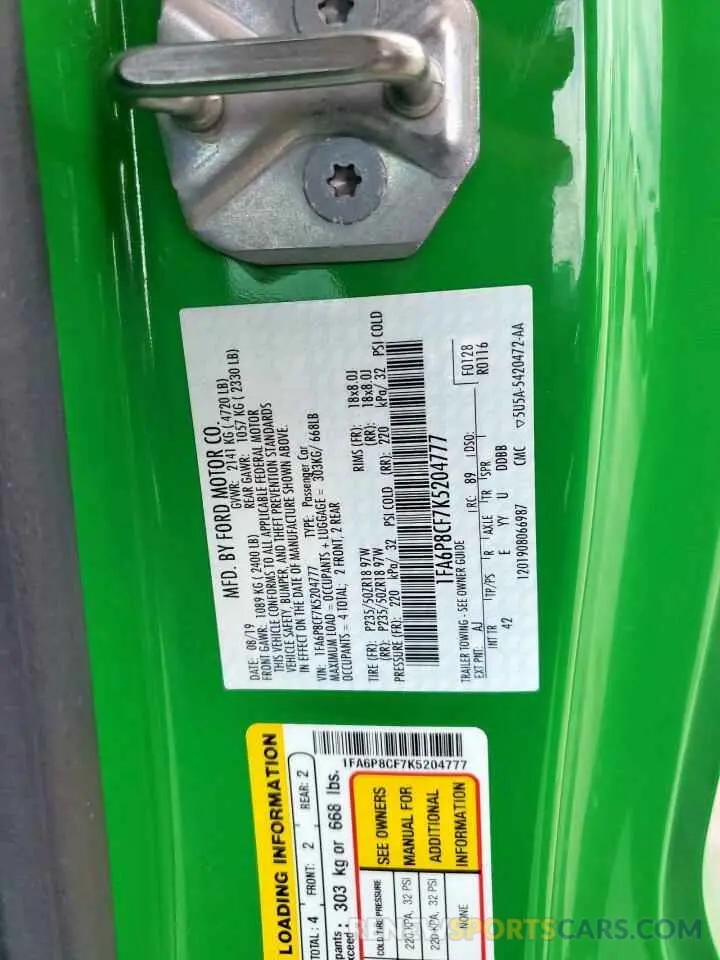 MFD. BY FORD MOTOR CO.
DATE: 08/19 GVWR: 2141 KG ( 4720 LB)
FRONT GAWR: 1089 KG (2400 LB) REAR GAWR: 1057 KG ( 2330 LB)
THIS VEHICLE CONFORMS TO ALL APPLICABLE FEDERAL MOTOR
VEHICLE SAFETY, BUMPER, AND THEFT PREVENTION STANDARDS
IN EFFECT ON THE DATE OF MANUFACTURE SHOWN ABOVE.
VIN: 1FA6P8CF7K5204777 TYPE: Passenger Car
MAXIMUM LOAD = OCCUPANTS + LUGGAGE = 303KG/ 668LB
OCCUPANTS = 4 TOTAL; 2 FRONT, 2 REAR
TIRE (FR): P235/50ZR18 97W RIMS (FR): 18x8.0J
(RR): P235/50ZR18 97W (RR): 18x8.0J
PRESSURE (FR): 220 kPa/ 32 PSI COLD (RR): 220 kPa/ 32 PSI COLD
1FA6P8CF7K5204777
TRAILER TOWING - SEE OWNER GUIDE
EXT PNT: AJ RC: 89 DSO: F0128
R0116
INT TR TP/PS R AXLE TR SPR
42 E YY U DDBB
1201908066987 CMC 5U5A-5420472-AA
1FA6P8CF7K5204777
LOADING INFORMATION
TOTAL: 4 FRONT: 2 REAR: 2
pants: 303 kg or 668 lbs.
exceed:
COLD TIRE PRESSURE
220 KPA, 32 PSI
220 KPA, 32 PSI
NONE
SEE OWNERS
MANUAL FOR
ADDITIONAL
INFORMATION
RENEWSPORTSCARS.COM